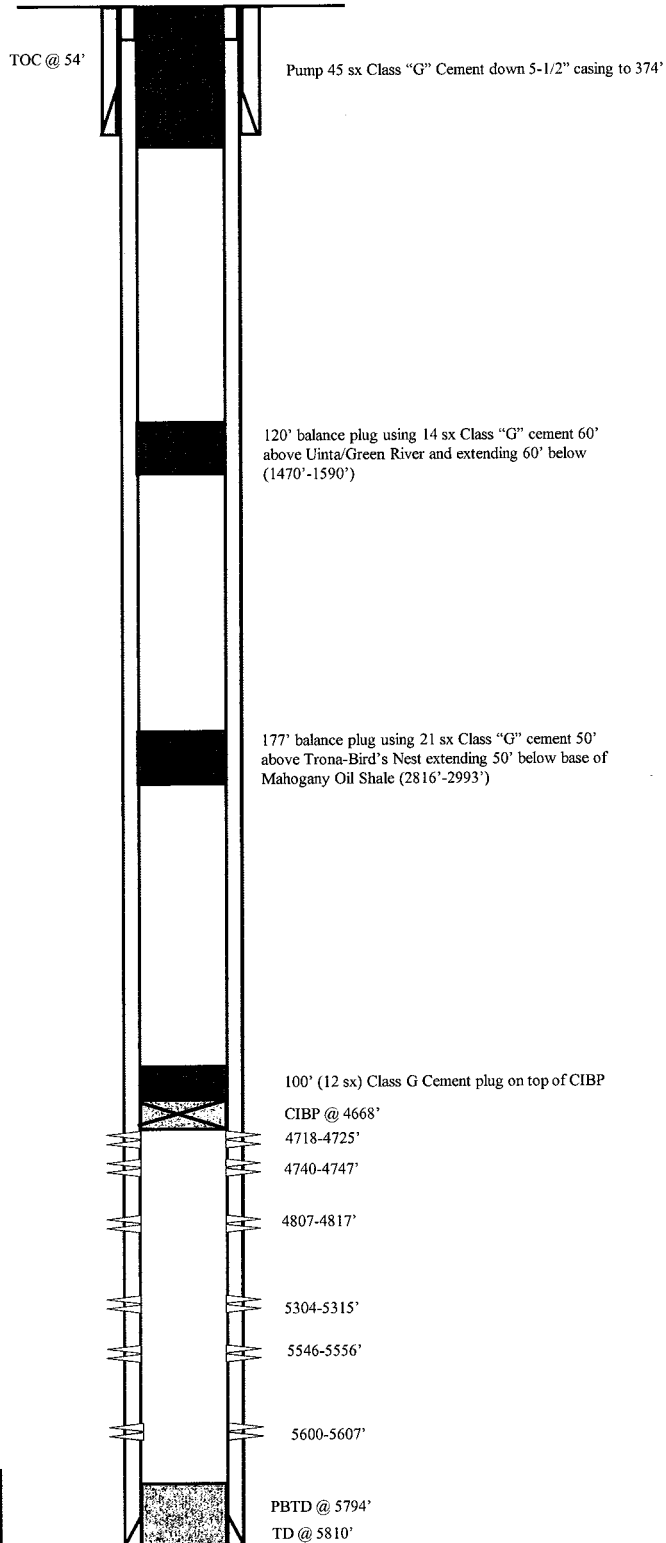 TOC @ 54'
Pump 45 sx Class “G” Cement down 5-1/2” casing to 374’
120’ balance plug using 14 sx Class “G” cement 60’
above Uinta/Green River and extending 60’ below
(1470’-1590’)
177’ balance plug using 21 sx Class “G” cement 50’
above Trona-Bird’s Nest extending 50’ below base of
Mahogany Oil Shale (2816’-2993’)
100’ (12 sx) Class G Cement plug on top of CIBP
CIBP @ 4668’
4718-4725’
4740-4747’
4807-4817’
5304-5315’
5546-5556’
5600-5607’
PBTD @ 5794’
TD @ 5810’